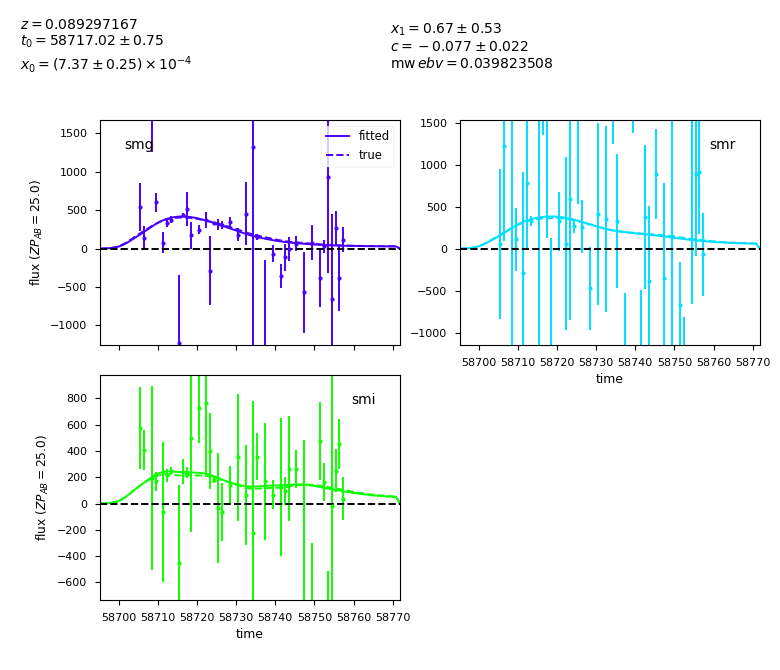 z = 0.089297167
t₀ = 58717.02 ± 0.75
x₀ = (7.37 ± 0.25) × 10⁻⁴
x₁ = 0.67 ± 0.53
c = −0.077 ± 0.022
mw ebv = 0.039823508
smg
fitted
true
1500
1000
500
0
−500
−1000
flux (ZP_AB = 25.0)
smr
1500
1000
500
0
−500
−1000
58700 58710 58720 58730 58740 58750 58760 58770
time
smi
800
600
400
200
0
−200
−400
−600
flux (ZP_AB = 25.0)
58700 58710 58720 58730 58740 58750 58760 58770
time